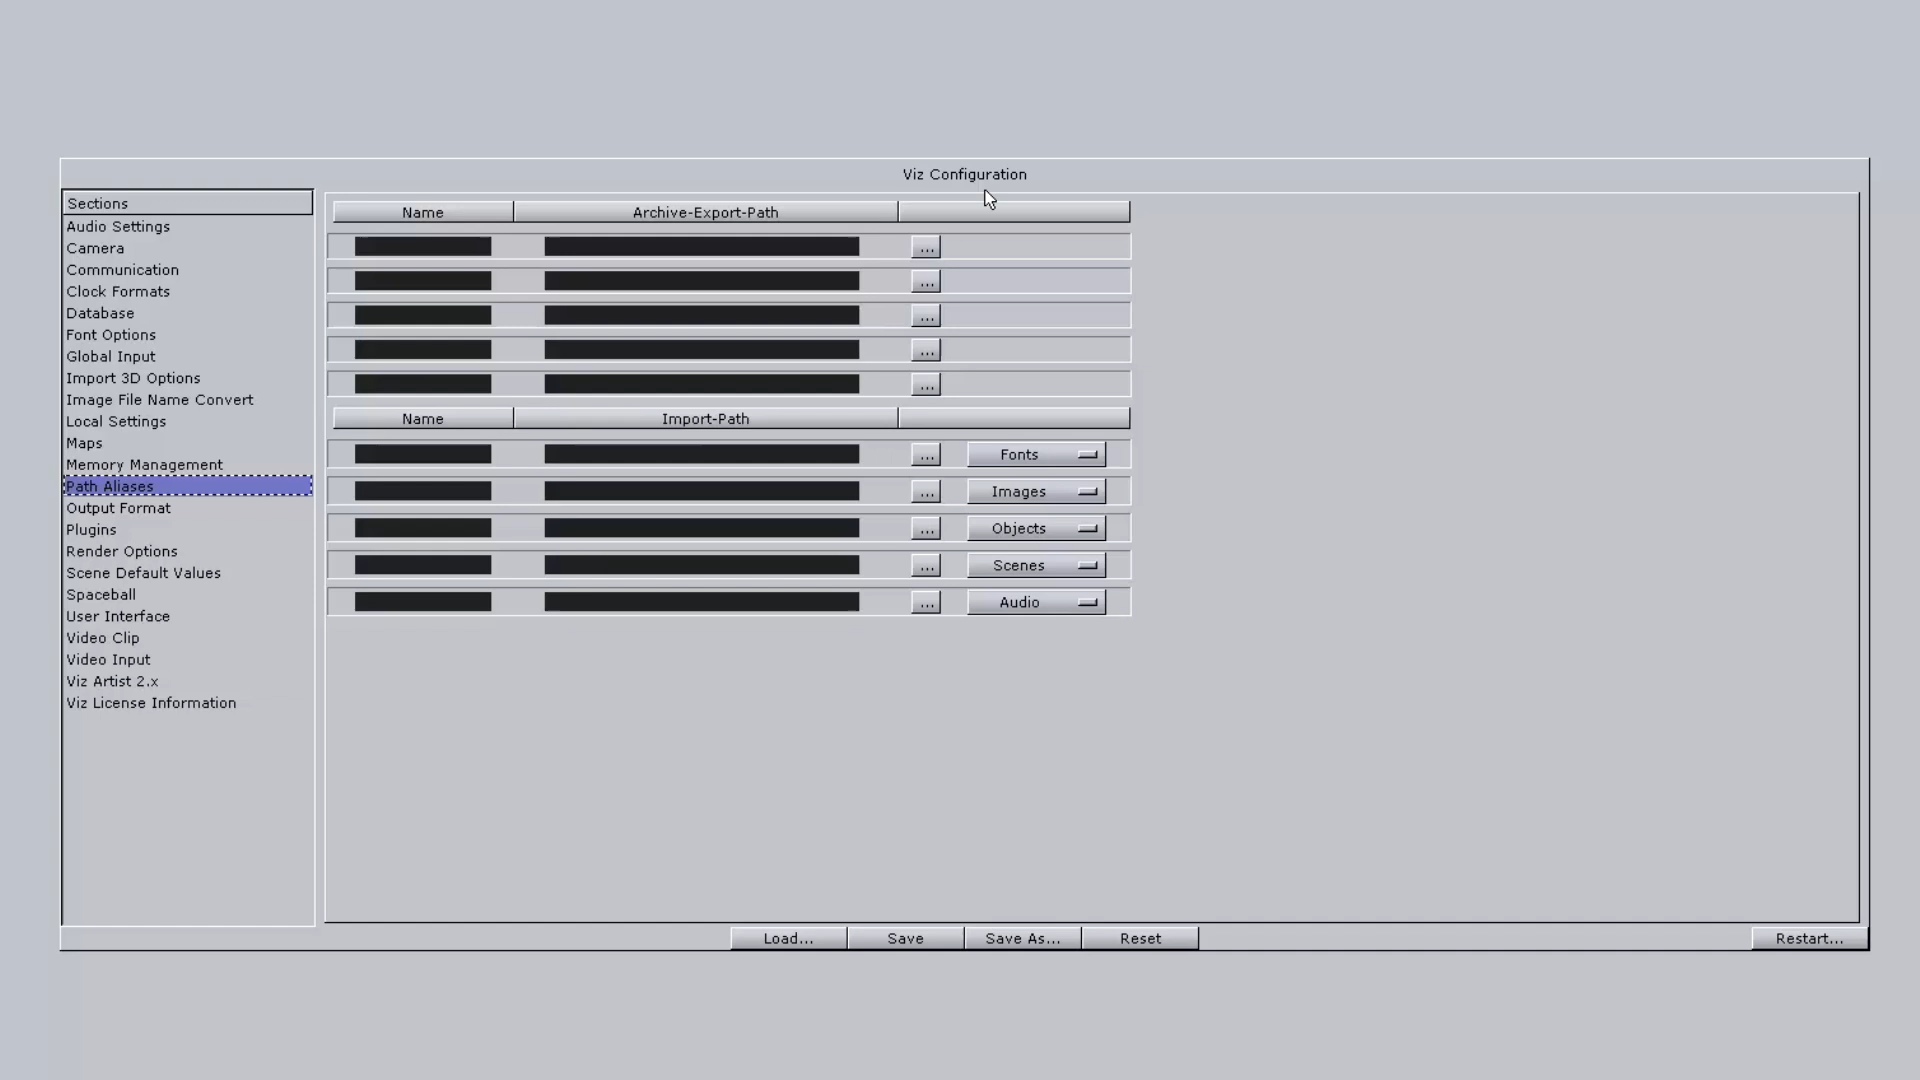 Viz Configuration
Sections
Audio Settings
Camera
Communication
Clock Formats
Database
Font Options
Global Input
Import 3D Options
Image File Name Convert
Local Settings
Maps
Memory Management
Path Aliases
Output Format
Plugins
Render Options
Scene Default Values
Spaceball
User Interface
Video Clip
Video Input
Viz Artist 2.x
Viz License Information
Name Archive-Export-Path
...
...
...
...
...
Name Import-Path
... Fonts
... Images
... Objects
... Scenes
... Audio
Load... Save Save As... Reset Restart...